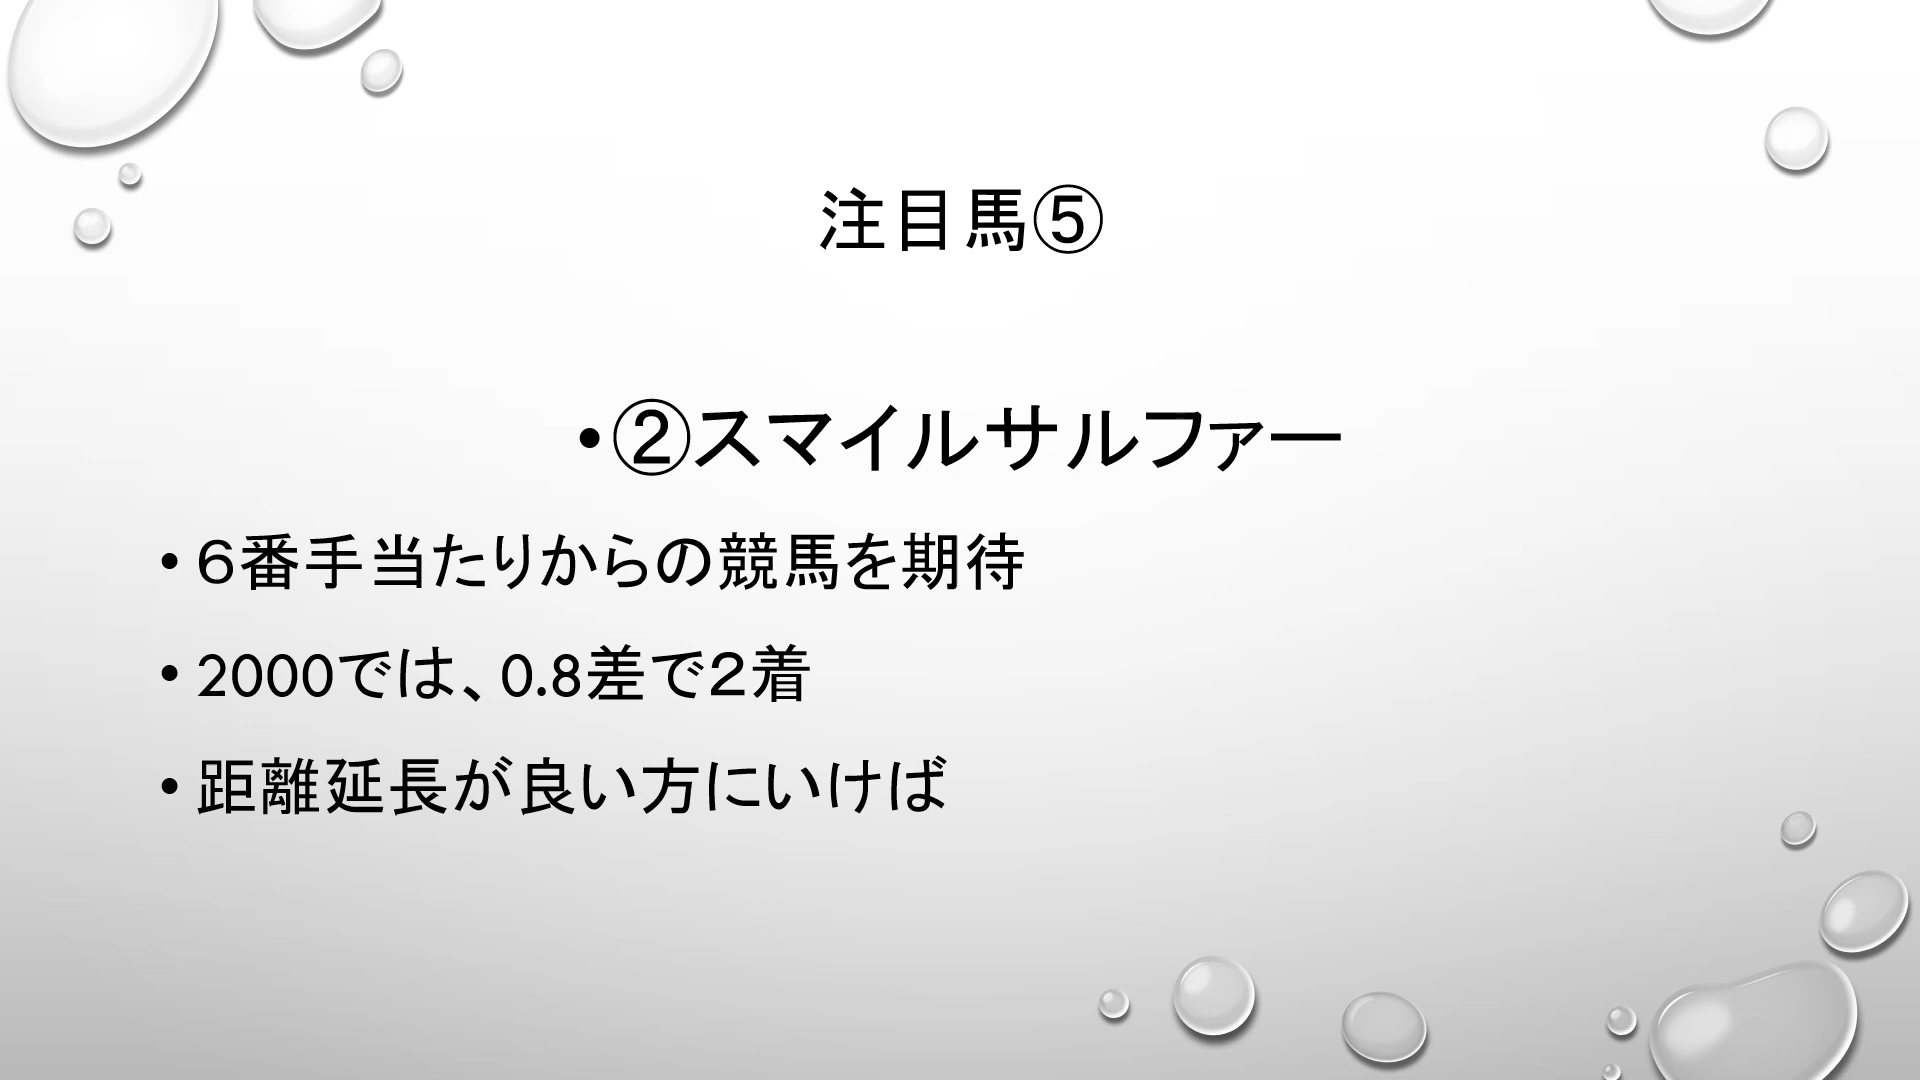 注目馬⑤
•②スマイルサルファー
• 6番手当たりからの競馬を期待
• 2000では、0.8差で2着
• 距離延長が良い方にいけば